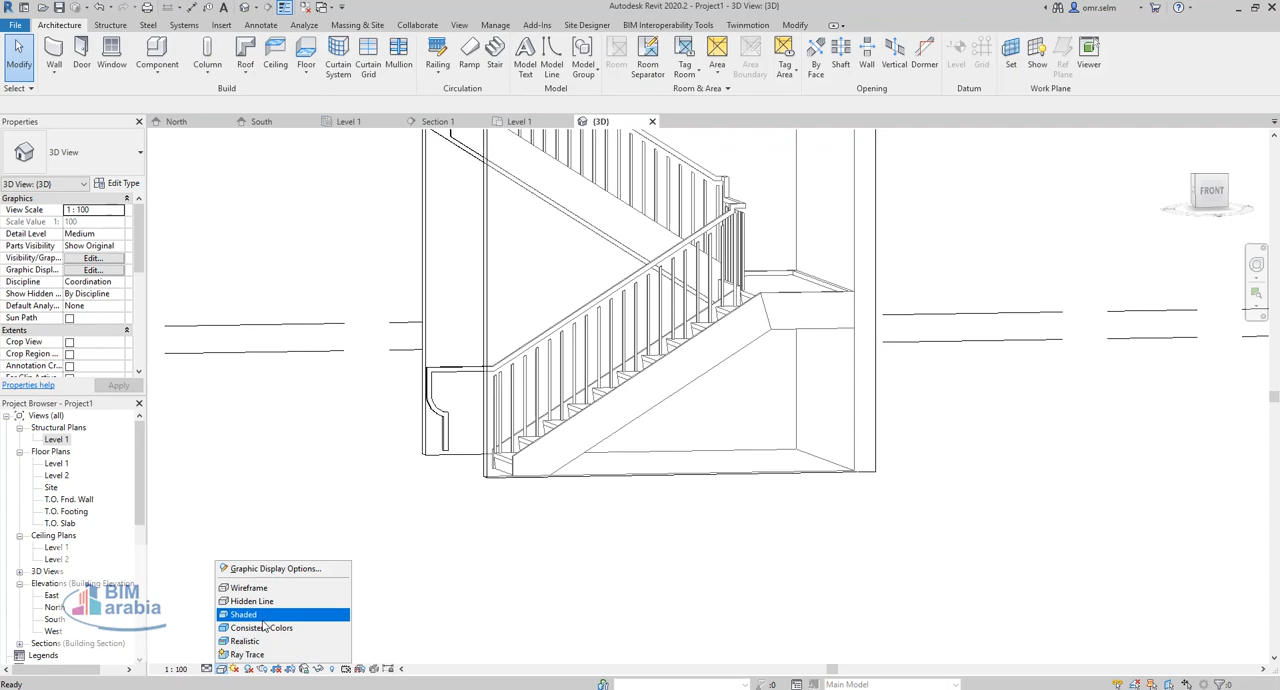 Autodesk Revit 2020.2 - Project1 - 3D View: {3D}
omr.selm
File Architecture Structure Steel Systems Insert Annotate Analyze Massing & Site Collaborate View Manage Add-Ins Site Designer BIM Interoperability Tools Twinmotion Modify
Modify Wall Door Window Component Column Roof Ceiling Floor Curtain System Curtain Grid Mullion Railing Ramp Stair Model Text Model Line Model Group Room Room Separator Tag Room Area Area Boundary Tag Area By Face Shaft Wall Vertical Dormer Level Grid Set Show Ref Plane Viewer
Select Build Circulation Model Room & Area Opening Datum Work Plane
Properties
North South Level 1 Section 1 Level 1 {3D}
3D View
3D View: {3D} Edit Type
Graphics
View Scale 1 : 100
Scale Value 1: 100
Detail Level Medium
Parts Visibility Show Original
Visibility/Grap... Edit...
Graphic Displ... Edit...
Discipline Coordination
Show Hidden ... By Discipline
Default Analy... None
Sun Path
Extents
Crop View
Crop Region ...
Annotation Cr...
Properties help Apply
FRONT
Project Browser - Project1
Views (all)
Structural Plans
Level 1
Floor Plans
Level 1
Level 2
Site
T.O. Fnd. Wall
T.O. Footing
T.O. Slab
Ceiling Plans
Level 1
Level 2
3D Views
Elevations (Building Elevation
East
North
South
West
Sections (Building Section)
Legends
BIM
arabia
Graphic Display Options...
Wireframe
Hidden Line
Shaded
Consistent Colors
Realistic
Ray Trace
1 : 100
Ready
:0 Main Model :0